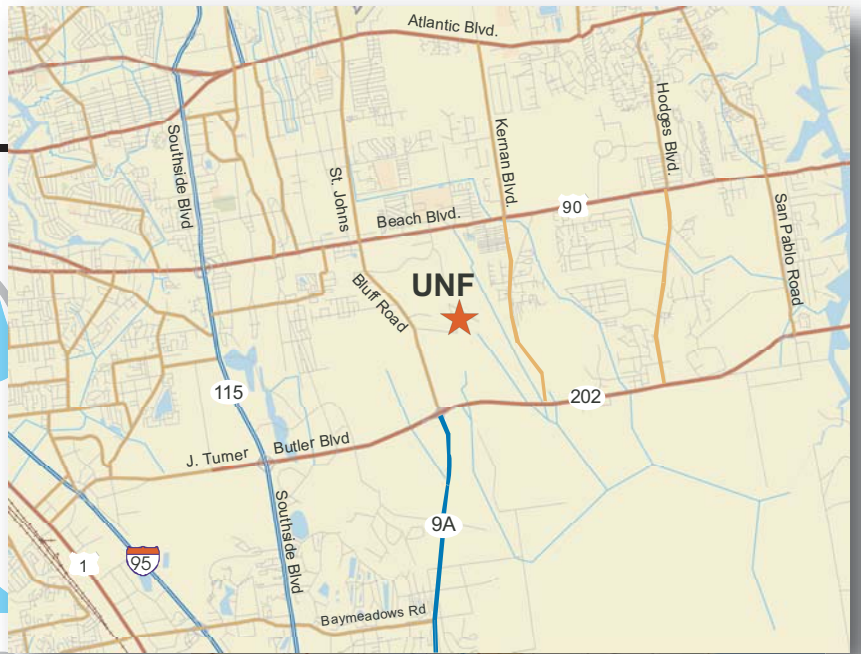 Atlantic Blvd.
Southside Blvd
St. Johns
Kernan Blvd.
Hodges Blvd.
San Pablo Road
Beach Blvd.
90
Bluff Road
UNF
115
202
J. Turner Butler Blvd
Southside Blvd
9A
1
95
Baymeadows Rd